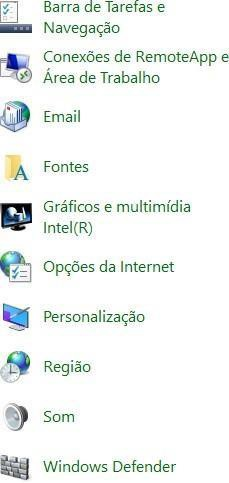 Barra de Tarefas e
Navegação
Conexões de RemoteApp e
Área de Trabalho
Email
Fontes
Gráficos e multimídia
Intel(R)
Opções da Internet
Personalização
Região
Som
Windows Defender